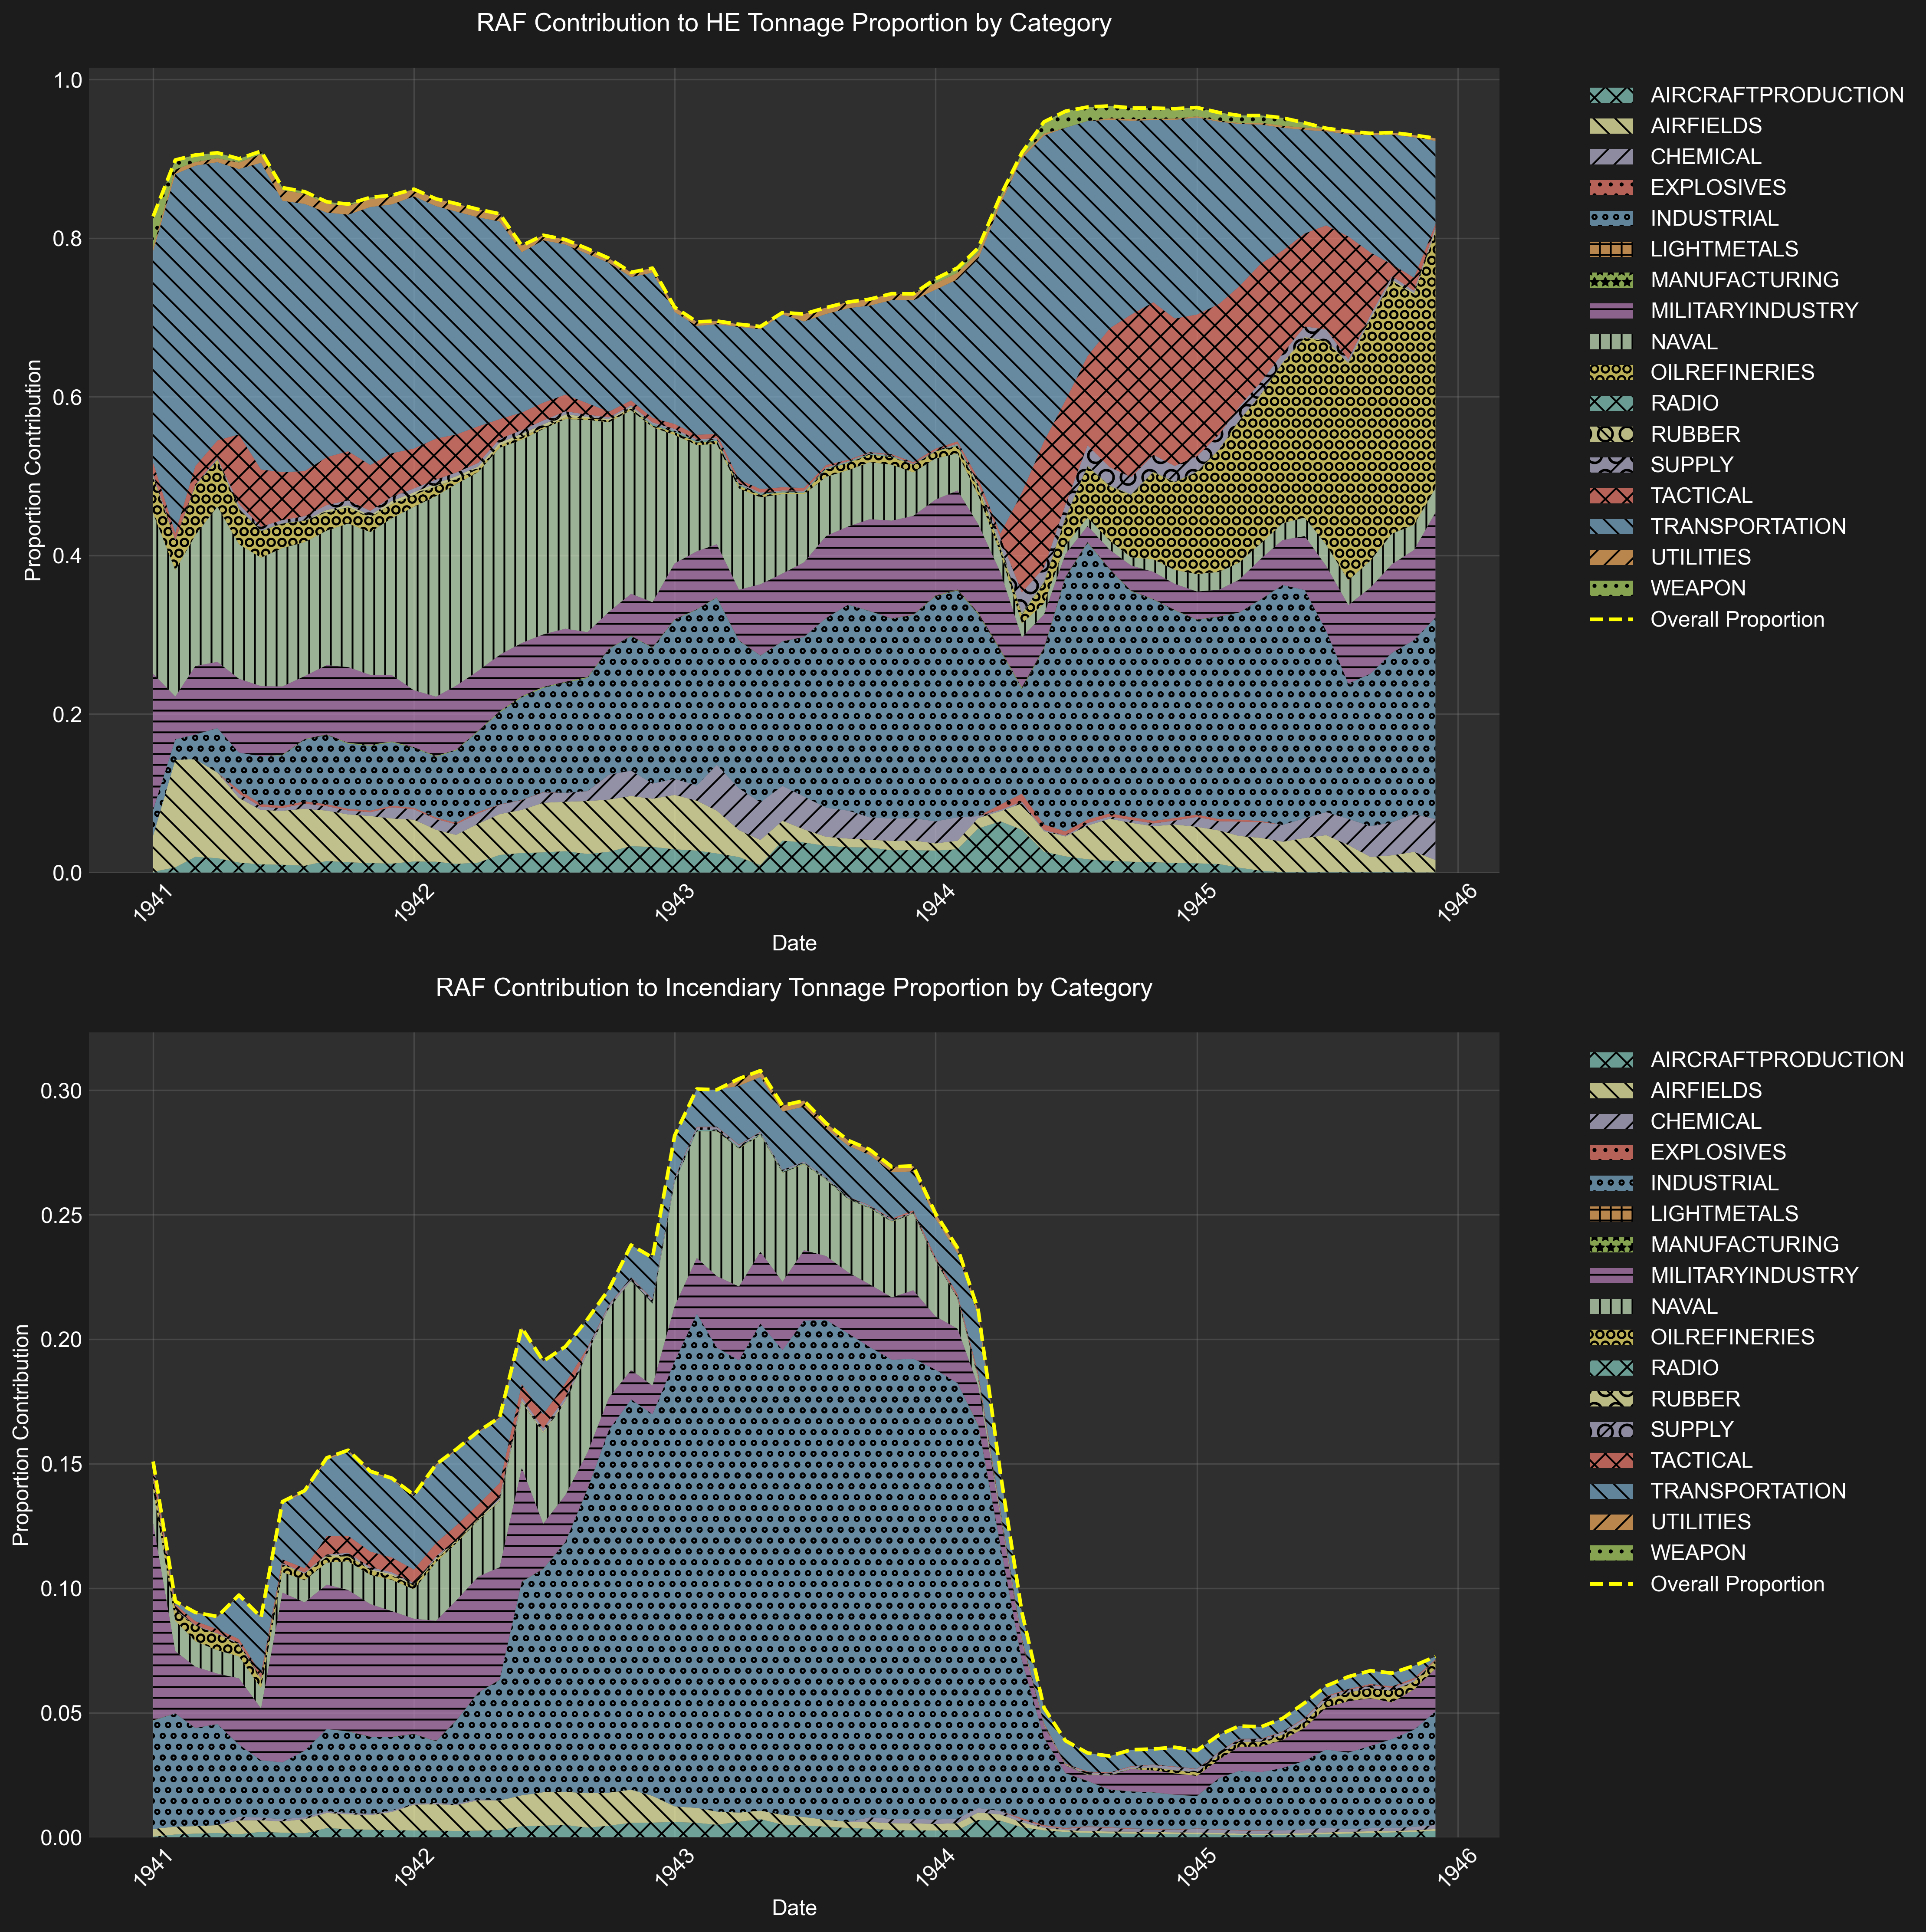 RAF Contribution to HE Tonnage Proportion by Category
Proportion Contribution
1.0
0.8
0.6
0.4
0.2
0.0
1941
1942
1943
1944
1945
1946
Date
AIRCRAFTPRODUCTION
AIRFIELDS
CHEMICAL
EXPLOSIVES
INDUSTRIAL
LIGHTMETALS
MANUFACTURING
MILITARYINDUSTRY
NAVAL
OILREFINERIES
RADIO
RUBBER
SUPPLY
TACTICAL
TRANSPORTATION
UTILITIES
WEAPON
Overall Proportion
RAF Contribution to Incendiary Tonnage Proportion by Category
Proportion Contribution
0.30
0.25
0.20
0.15
0.10
0.05
0.00
1941
1942
1943
1944
1945
1946
Date
AIRCRAFTPRODUCTION
AIRFIELDS
CHEMICAL
EXPLOSIVES
INDUSTRIAL
LIGHTMETALS
MANUFACTURING
MILITARYINDUSTRY
NAVAL
OILREFINERIES
RADIO
RUBBER
SUPPLY
TACTICAL
TRANSPORTATION
UTILITIES
WEAPON
Overall Proportion